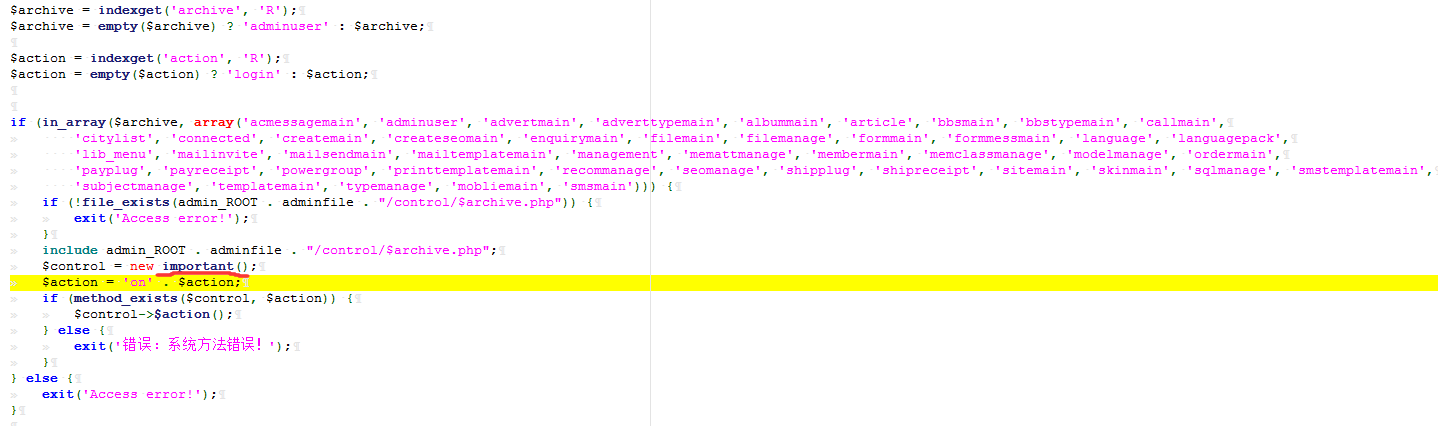 $archive = indexget('archive', 'R');
$archive = empty($archive) ? 'adminuser' : $archive;
$action = indexget('action', 'R');
$action = empty($action) ? 'login' : $action;
if (in_array($archive, array('acmessagemain', 'adminuser', 'advertmain', 'adverttypemain', 'albummain', 'article', 'bbsmain', 'bbstypemain', 'callmain',
'citylist', 'connected', 'createmain', 'createseomain', 'enquirymain', 'filemain', 'filemanage', 'formmain', 'formmessmain', 'language', 'languagepack',
'lib_menu', 'mailinvite', 'mailsendmain', 'mailtemplatemain', 'management', 'memattmanage', 'membermain', 'memclassmanage', 'modelmanage', 'ordermain',
'payplug', 'payreceipt', 'powergroup', 'printtemplatemain', 'recommanage', 'seomanage', 'shipplug', 'shipreceipt', 'sitemain', 'skinmain', 'sqlmanage', 'smstemplatemain',
'subjectmanage', 'templatemain', 'typemanage', 'mobliemain', 'smsmain'))) {
if (!file_exists(admin_ROOT . adminfile . "/control/$archive.php")) {
exit('Access error!');
}
include admin_ROOT . adminfile . "/control/$archive.php";
$control = new important();
$action = 'on' . $action;
if (method_exists($control, $action)) {
$control->$action();
} else {
exit('错误：系统方法错误！');
}
} else {
exit('Access error!');
}